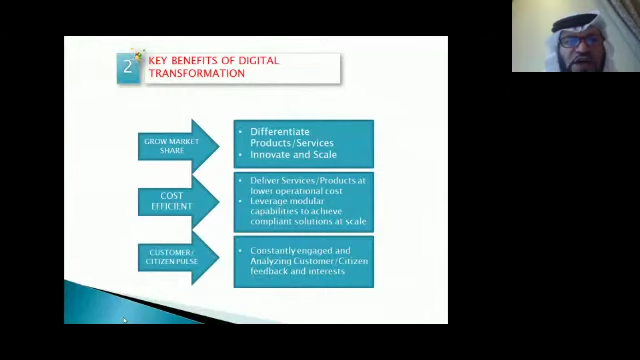 2
KEY BENEFITS OF DIGITAL
TRANSFORMATION
GROW MARKET
SHARE
• Differentiate
Products/Services
• Innovate and Scale
COST
EFFICIENT
• Deliver Services/Products at
lower operational cost
• Leverage modular
capabilities to achieve
compliant solutions at scale
CUSTOMER/
CITIZEN PULSE
• Constantly engaged and
Analyzing Customer/Citizen
feedback and interests